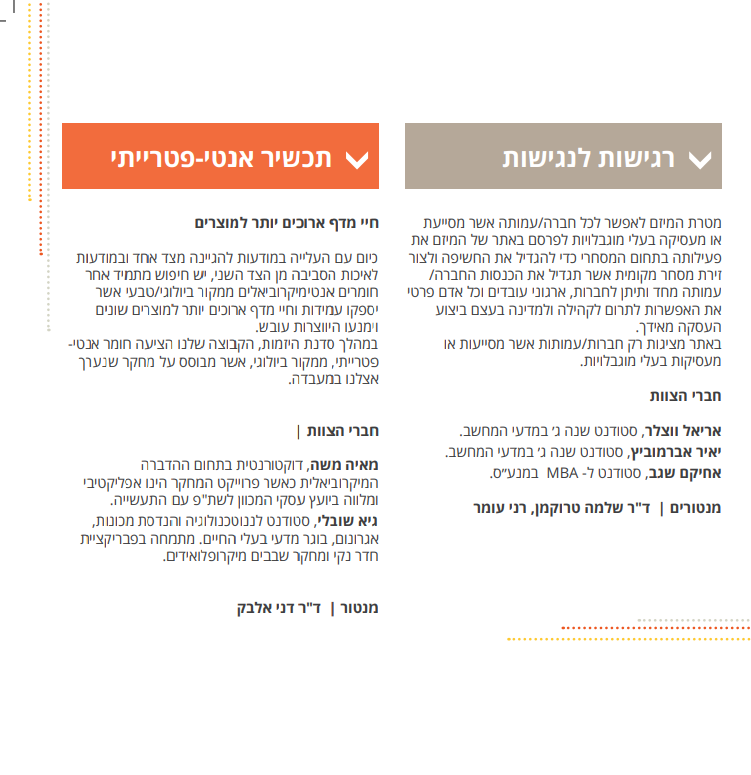 רגישות לנגישות
מטרת המיזם לאפשר לכל חברה/עמותה אשר מסייעת
או מעסיקה בעלי מוגבלויות לפרסם באתר של המיזם את
פעילותה בתחום המסחרי כדי להגדיל את החשיפה ולצור
זירת מסחר מקומית אשר תגדיל את הכנסות החברה/
עמותה מחד ותיתן לחברות, ארגוני עובדים וכל אדם פרטי
את האפשרות לתרום לקהילה ולמדינה בעצם ביצוע
העסקה מאידך.
באתר מציגות רק חברות/עמותות אשר מסייעות או
מעסיקות בעלי מוגבלויות.
חברי הצוות
אריאל ווצלר, סטודנט שנה ג׳ במדעי המחשב.
יאיר אברמוביץ, סטודנט שנה ג׳ במדעי המחשב.
אחיקם שגב, סטודנט ל- MBA במנע״ס.
מנטורים | ד"ר שלמה טרוקמן, רני עומר
תכשיר אנטי-פטרייתי
חיי מדף ארוכים יותר למוצרים
כיום עם העלייה במודעות להגיינה מצד אחד ובמודעות
לאיכות הסביבה מן הצד השני, יש חיפוש מתמיד אחר
חומרים אנטימיקרוביאלים ממקור ביולוגי/טבעי אשר
יספקו עמידות וחיי מדף ארוכים יותר למוצרים שונים
וימנעו היווצרות עובש.
במהלך סדנת היזמות, הקבוצה שלנו הציעה חומר אנטי-
פטרייתי, ממקור ביולוגי, אשר מבוסס על מחקר שנערך
אצלנו במעבדה.
חברי הצוות |
מאיה משה, דוקטורנטית בתחום ההדברה
המיקרוביאלית כאשר פרוייקט המחקר הינו אפליקטיבי
ומלווה ביועץ עסקי המכוון לשת"פ עם התעשייה.
גיא שובלי, סטודנט לננוטכנולוגיה והנדסת מכונות,
אגרונום, בוגר מדעי בעלי החיים. מתמחה בפבריקציית
חדר נקי ומחקר שבבים מיקרופלואידים.
מנטור | ד"ר דני אלבק